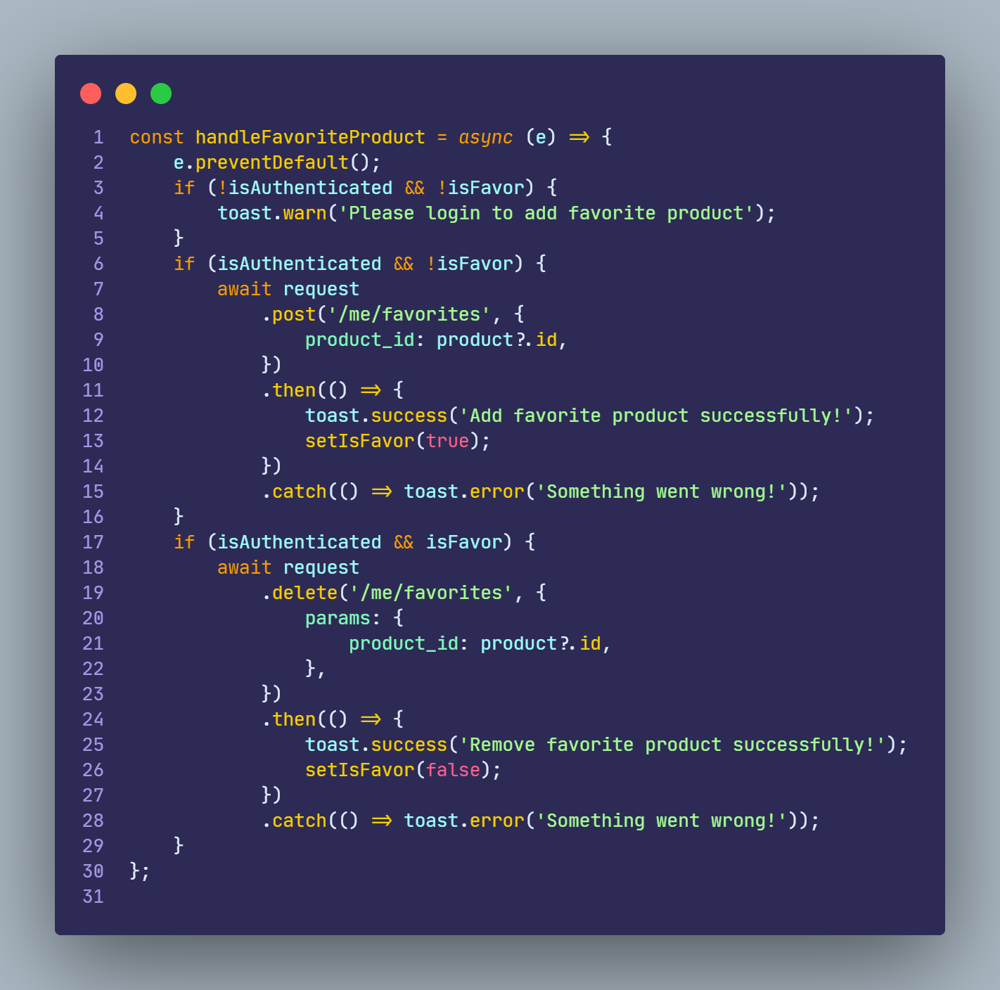 1 const handleFavoriteProduct = async (e) => {
2     e.preventDefault();
3     if (!isAuthenticated && !isFavor) {
4         toast.warn('Please login to add favorite product');
5     }
6     if (isAuthenticated && !isFavor) {
7         await request
8             .post('/me/favorites', {
9                 product_id: product?.id,
10             })
11             .then(() => {
12                 toast.success('Add favorite product successfully!');
13                 setIsFavor(true);
14             })
15             .catch(() => toast.error('Something went wrong!'));
16     }
17     if (isAuthenticated && isFavor) {
18         await request
19             .delete('/me/favorites', {
20                 params: {
21                     product_id: product?.id,
22                 },
23             })
24             .then(() => {
25                 toast.success('Remove favorite product successfully!');
26                 setIsFavor(false);
27             })
28             .catch(() => toast.error('Something went wrong!'));
29     }
30 };
31